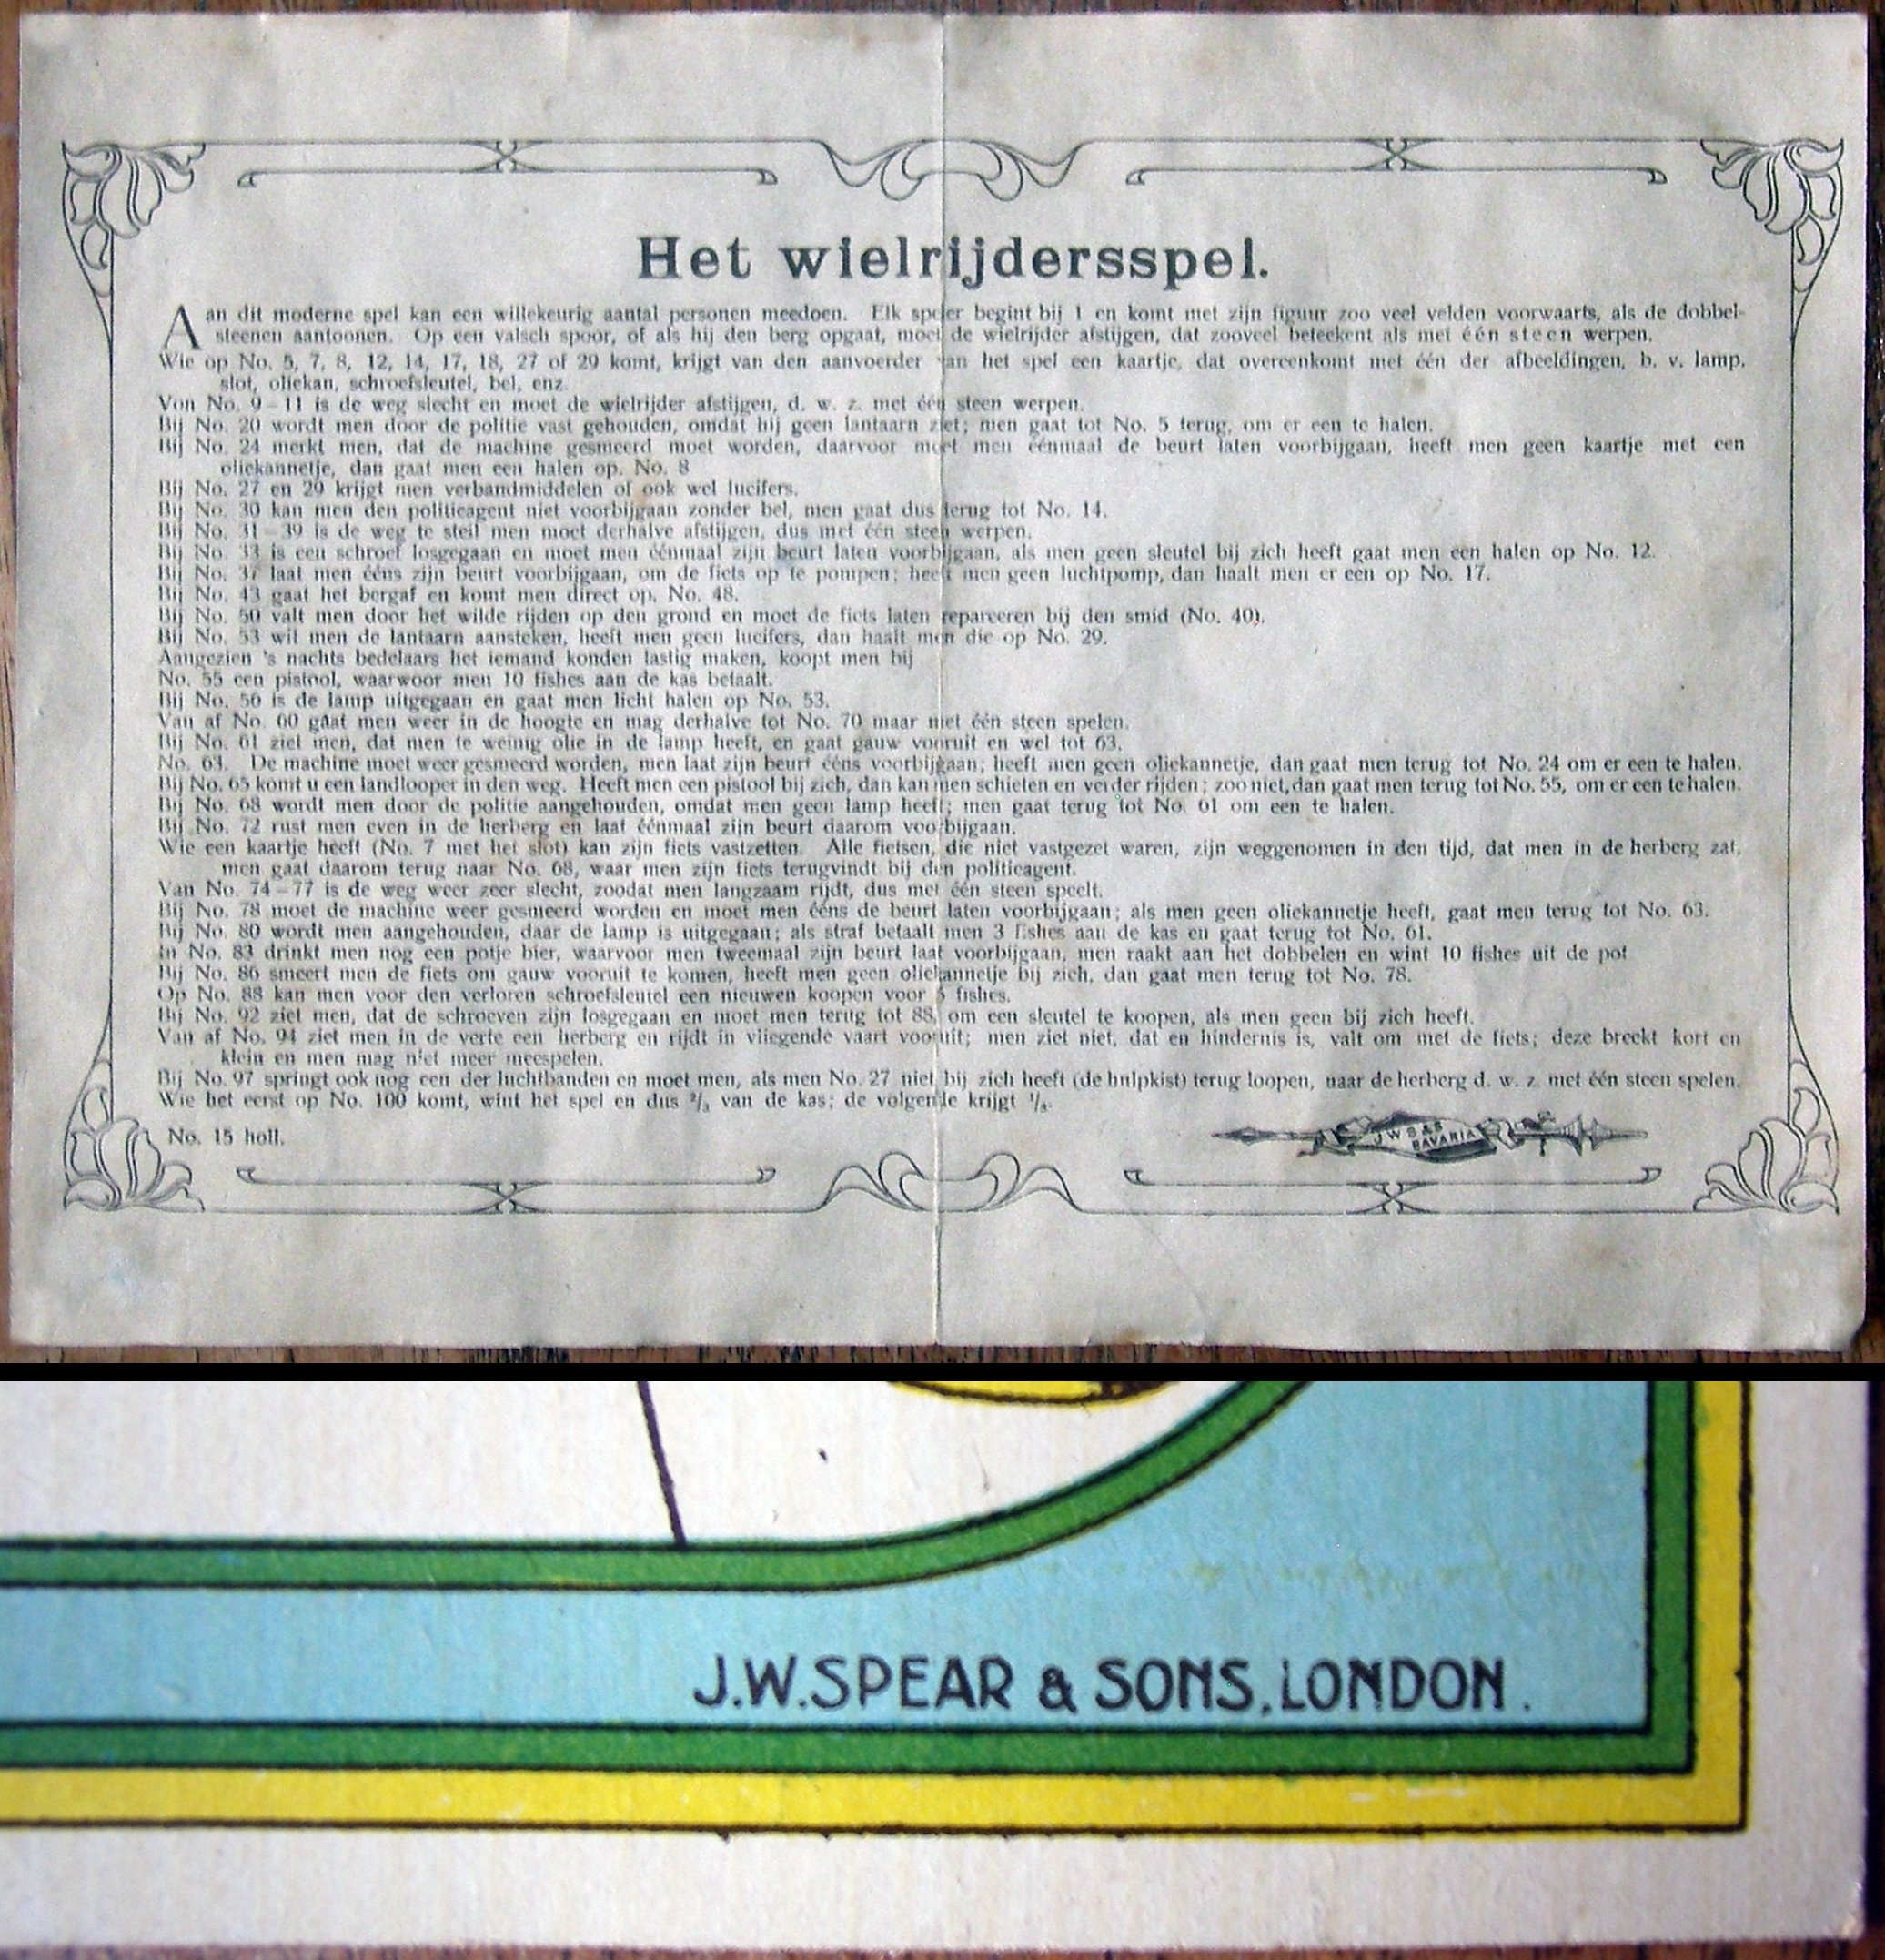 Het wielrijdersspel.
Aan dit moderne spel kan een willekeurig aantal personen meedoen. Elk speler begint bij 1 en komt met zijn figuur zoo veel velden voorwaarts, als de dobbel-
steenen aantoonen. Op een valsch spoor, of als hij den berg opgaat, moet de wielrijder afstijgen, dat zooveel beteekent als met één steen werpen.
Wie op No. 5, 7, 8, 12, 14, 17, 18, 27 of 29 komt, krijgt van den aanvoerder van het spel een kaartje, dat overeenkomt met één der afbeeldingen, b. v. lamp,
slot, oliekan, schroefsleutel, bel, enz.
Von No. 9–11 is de weg slecht en moet de wielrijder afstijgen, d. w. z. met één steen werpen.
Bij No. 20 wordt men door de politie vast gehouden, omdat hij geen lantaarn ziet; men gaat tot No. 5 terug, om er een te halen.
Bij No. 24 merkt men, dat de machine gesmeerd moet worden, daarvoor moet men éénmaal de beurt laten voorbijgaan, heeft men geen kaartje met een
oliekannetje, dan gaat men een halen op. No. 8
Bij No. 27 en 29 krijgt men verbandmiddelen of ook wel lucifers.
Bij No. 30 kan men den politieagent niet voorbijgaan zonder bel, men gaat dus terug tot No. 14.
Bij No. 31–39 is de weg te steil men moet derhalve afstijgen, dus met één steen werpen.
Bij No. 33 is een schroef losgegaan en moet men éénmaal zijn beurt laten voorbijgaan, als men geen sleutel bij zich heeft gaat men een halen op No. 12.
Bij No. 37 laat men ééns zijn beurt voorbijgaan, om de fiets op te pompen; heeft men geen luchtpomp, dan haalt men er een op No. 17.
Bij No. 43 gaat het bergaf en komt men direct op. No. 48.
Bij No. 50 valt men door het wilde rijden op den grond en moet de fiets laten repareeren bij den smid (No. 40).
Bij No. 53 wil men de lantaarn aansteken, heeft men geen lucifers, dan haalt men die op No. 29.
Aangezien 's nachts bedelaars het iemand konden lastig maken, koopt men bij
No. 55 een pistool, waarwoor men 10 fishes aan de kas betaalt.
Bij No. 56 is de lamp uitgegaan en gaat men licht halen op No. 53.
Van af No. 60 gaat men weer in de hoogte en mag derhalve tot No. 70 maar met één steen spelen.
Bij No. 61 ziet men, dat men te weinig olie in de lamp heeft, en gaat gauw vooruit en wel tot 63.
No. 63. De machine moet weer gesmeerd worden, men laat zijn beurt ééns voorbijgaan; heeft men geen oliekannetje, dan gaat men terug tot No. 24 om er een te halen.
Bij No. 65 komt u een landlooper in den weg. Heeft men een pistool bij zich, dan kan men schieten en verder rijden; zoo niet, dan gaat men terug tot No. 55, om er een te halen.
Bij No. 68 wordt men door de politie aangehouden, omdat men geen lamp heeft; men gaat terug tot No. 61 om een te halen.
Bij No. 72 rust men even in de herberg en laat éénmaal zijn beurt daarom voorbijgaan.
Wie een kaartje heeft (No. 7 met het slot) kan zijn fiets vastzetten. Alle fietsen, die niet vastgezet waren, zijn weggenomen in den tijd, dat men in de herberg zat,
men gaat daarom terug naar No. 68, waar men zijn fiets terugvindt bij den politieagent.
Van No. 74–77 is de weg weer zeer slecht, zoodat men langzaam rijdt, dus met één steen speelt.
Bij No. 78 moet de machine weer gesmeerd worden en moet men ééns de beurt laten voorbijgaan; als men geen oliekannetje heeft, gaat men terug tot No. 63.
Bij No. 80 wordt men aangehouden, daar de lamp is uitgegaan; als straf betaalt men 3 fishes aan de kas en gaat terug tot No. 61.
In No. 83 drinkt men nog een potje bier, waarvoor men tweemaal zijn beurt laat voorbijgaan, men raakt aan het dobbelen en wint 10 fishes uit de pot
Bij No. 86 smeert men de fiets om gauw vooruit te komen, heeft men geen oliekannetje bij zich, dan gaat men terug tot No. 78.
Op No. 88 kan men voor den verloren schroefsleutel een nieuwen koopen voor 5 fishes.
Bij No. 92 ziet men, dat de schroeven zijn losgegaan en moet men terug tot 88, om een sleutel te koopen, als men geen bij zich heeft.
Van af No. 94 ziet men in de verte een herberg en rijdt in vliegende vaart vooruit; men ziet niet, dat en hindernis is, valt om met de fiets; deze breekt kort en
klein en men mag niet meer meespelen.
Bij No. 97 springt ook nog een der luchtbanden en moet men, als men No. 27 niet bij zich heeft (de hulpkist) terug loopen, naar de herberg d. w. z. met één steen spelen.
Wie het eerst op No. 100 komt, wint het spel en dus ²/₃ van de kas; de volgende krijgt ¹/₃.
No. 15 holl.
J W S & S
BAVARIA
J.W.SPEAR & SONS, LONDON.